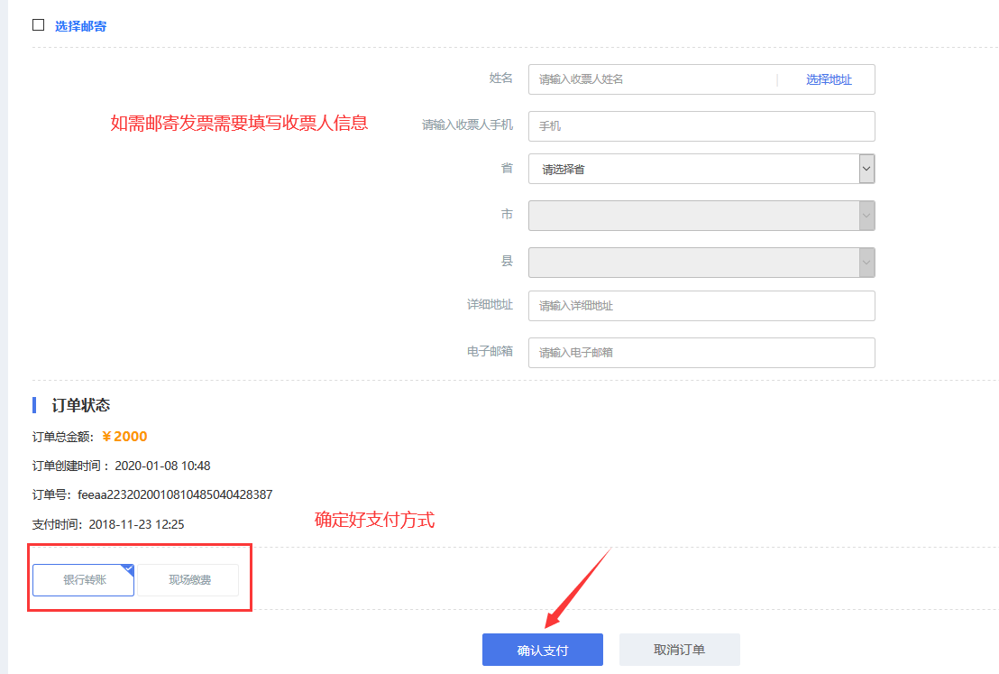 选择邮寄
姓名 请输入收票人姓名 选择地址
如需邮寄发票需要填写收票人信息
请输入收票人手机 手机
省 请选择省
市
县
详细地址 请输入详细地址
电子邮箱 请输入电子邮箱
订单状态
订单总金额：￥2000
订单创建时间 ：2020-01-08 10:48
订单号：feeaa2232020010810485040428387
支付时间：2018-11-23 12:25
确定好支付方式
银行转账 现场缴费
确认支付 取消订单